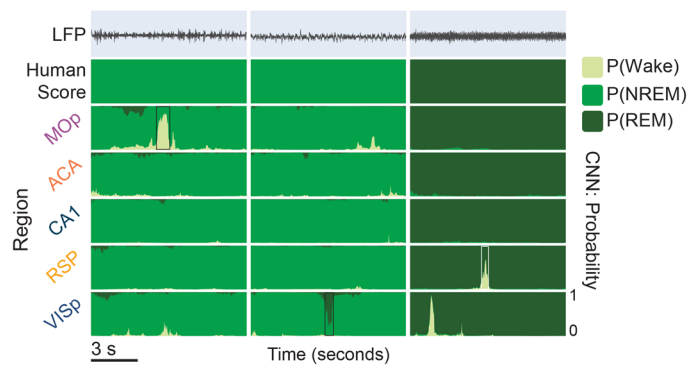 LFP
Human
Score
MOp
ACA
CA1
RSP
VISp
Region
3 s
Time (seconds)
P(Wake)
P(NREM)
P(REM)
CNN: Probability
1
0